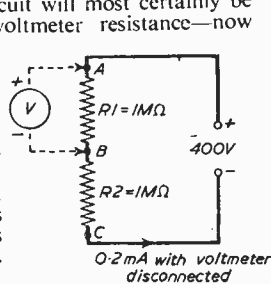 cuit will most certainly be
voltmeter resistance—now
+
A
V
R1=1MΩ
−
B
+
400V
−
R2=1MΩ
C
0·2mA with voltmeter
disconnected